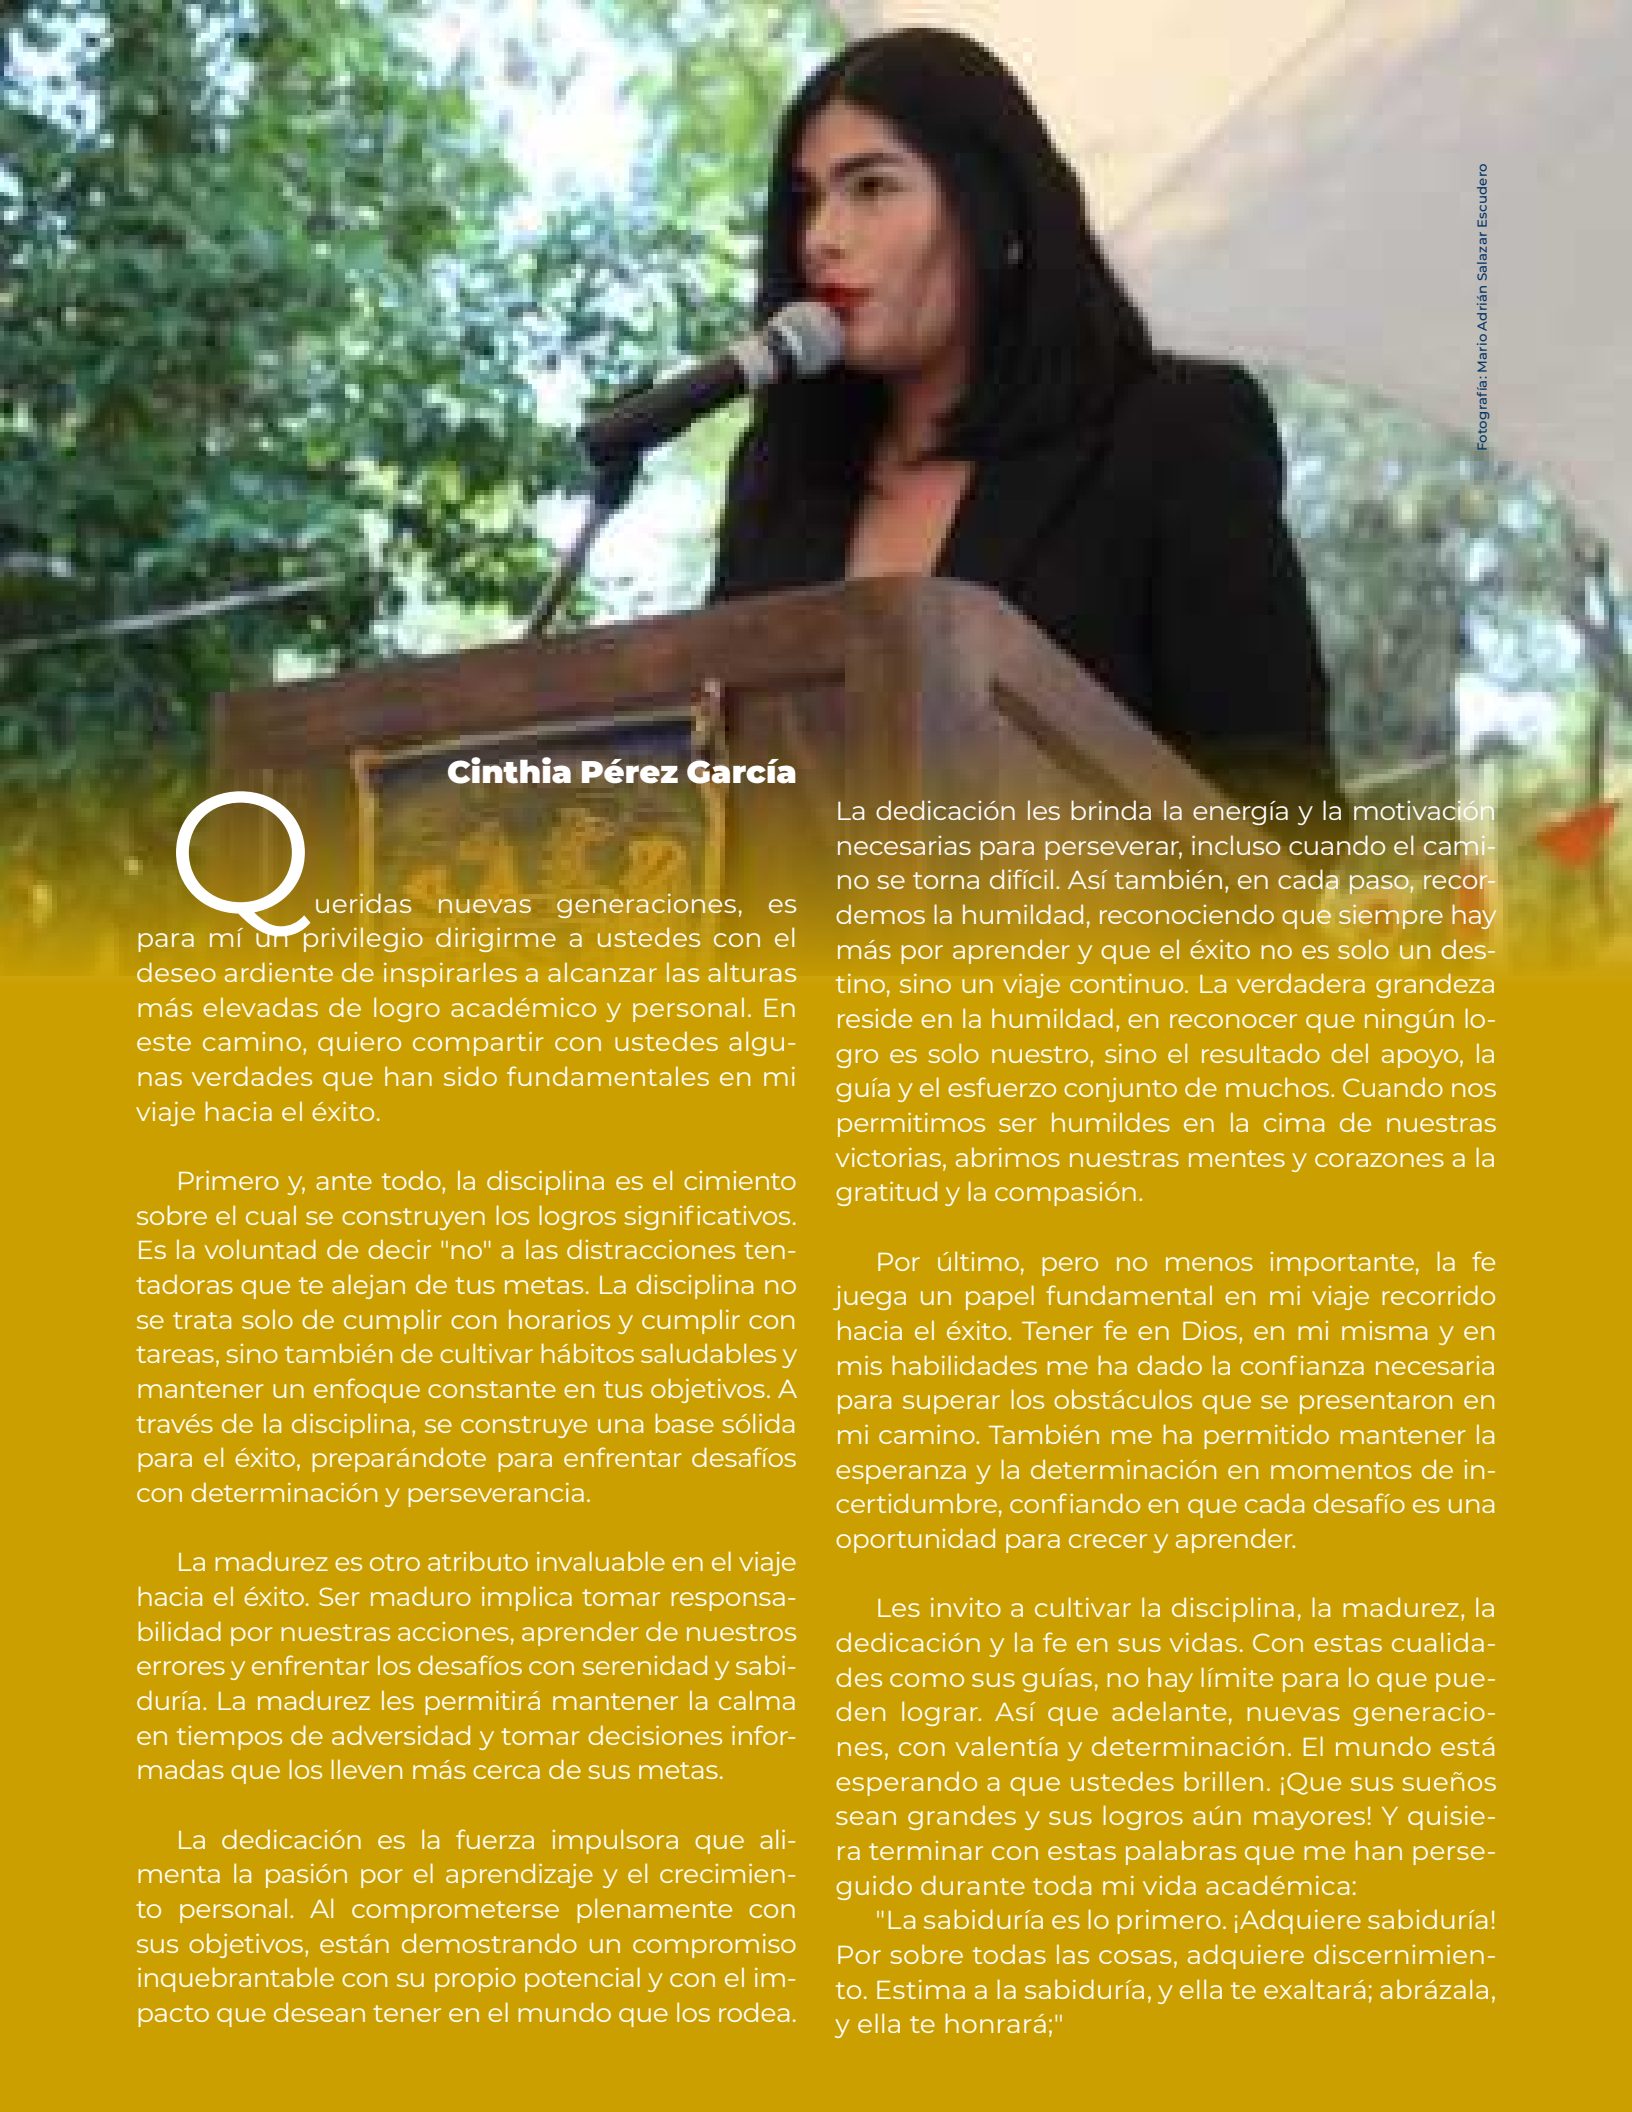 Fotografía: Mario Adrián Salazar Escudero
Cinthia Pérez García
Queridas nuevas generaciones, es
para mí un privilegio dirigirme a ustedes con el
deseo ardiente de inspirarles a alcanzar las alturas
más elevadas de logro académico y personal. En
este camino, quiero compartir con ustedes algu-
nas verdades que han sido fundamentales en mi
viaje hacia el éxito.
Primero y, ante todo, la disciplina es el cimiento
sobre el cual se construyen los logros significativos.
Es la voluntad de decir "no" a las distracciones ten-
tadoras que te alejan de tus metas. La disciplina no
se trata solo de cumplir con horarios y cumplir con
tareas, sino también de cultivar hábitos saludables y
mantener un enfoque constante en tus objetivos. A
través de la disciplina, se construye una base sólida
para el éxito, preparándote para enfrentar desafíos
con determinación y perseverancia.
La madurez es otro atributo invaluable en el viaje
hacia el éxito. Ser maduro implica tomar responsa-
bilidad por nuestras acciones, aprender de nuestros
errores y enfrentar los desafíos con serenidad y sabi-
duría. La madurez les permitirá mantener la calma
en tiempos de adversidad y tomar decisiones infor-
madas que los lleven más cerca de sus metas.
La dedicación es la fuerza impulsora que ali-
menta la pasión por el aprendizaje y el crecimien-
to personal. Al comprometerse plenamente con
sus objetivos, están demostrando un compromiso
inquebrantable con su propio potencial y con el im-
pacto que desean tener en el mundo que los rodea.
La dedicación les brinda la energía y la motivación
necesarias para perseverar, incluso cuando el cami-
no se torna difícil. Así también, en cada paso, recor-
demos la humildad, reconociendo que siempre hay
más por aprender y que el éxito no es solo un des-
tino, sino un viaje continuo. La verdadera grandeza
reside en la humildad, en reconocer que ningún lo-
gro es solo nuestro, sino el resultado del apoyo, la
guía y el esfuerzo conjunto de muchos. Cuando nos
permitimos ser humildes en la cima de nuestras
victorias, abrimos nuestras mentes y corazones a la
gratitud y la compasión.
Por último, pero no menos importante, la fe
juega un papel fundamental en mi viaje recorrido
hacia el éxito. Tener fe en Dios, en mi misma y en
mis habilidades me ha dado la confianza necesaria
para superar los obstáculos que se presentaron en
mi camino. También me ha permitido mantener la
esperanza y la determinación en momentos de in-
certidumbre, confiando en que cada desafío es una
oportunidad para crecer y aprender.
Les invito a cultivar la disciplina, la madurez, la
dedicación y la fe en sus vidas. Con estas cualida-
des como sus guías, no hay límite para lo que pue-
den lograr. Así que adelante, nuevas generacio-
nes, con valentía y determinación. El mundo está
esperando a que ustedes brillen. ¡Que sus sueños
sean grandes y sus logros aún mayores! Y quisie-
ra terminar con estas palabras que me han perse-
guido durante toda mi vida académica:
"La sabiduría es lo primero. ¡Adquiere sabiduría!
Por sobre todas las cosas, adquiere discernimien-
to. Estima a la sabiduría, y ella te exaltará; abrázala,
y ella te honrará;"